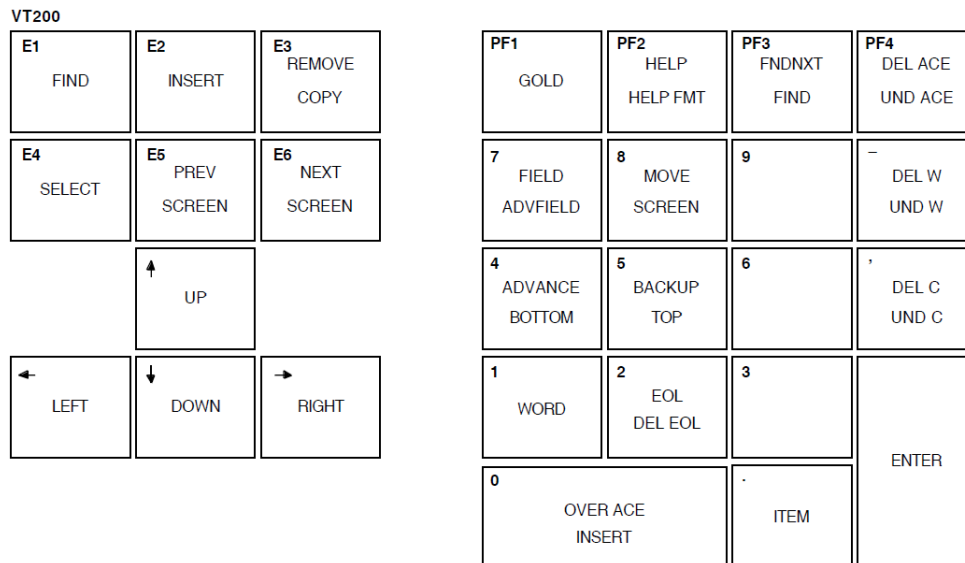 VT200
E1
FIND
E2
INSERT
E3
REMOVE
COPY
E4
SELECT
E5
PREV
SCREEN
E6
NEXT
SCREEN
UP
LEFT
DOWN
RIGHT
PF1
GOLD
PF2
HELP
HELP FMT
PF3
FNDNXT
FIND
PF4
DEL ACE
UND ACE
7
FIELD
ADVFIELD
8
MOVE
SCREEN
9
–
DEL W
UND W
4
ADVANCE
BOTTOM
5
BACKUP
TOP
6
,
DEL C
UND C
1
WORD
2
EOL
DEL EOL
3
ENTER
0
OVER ACE
INSERT
.
ITEM